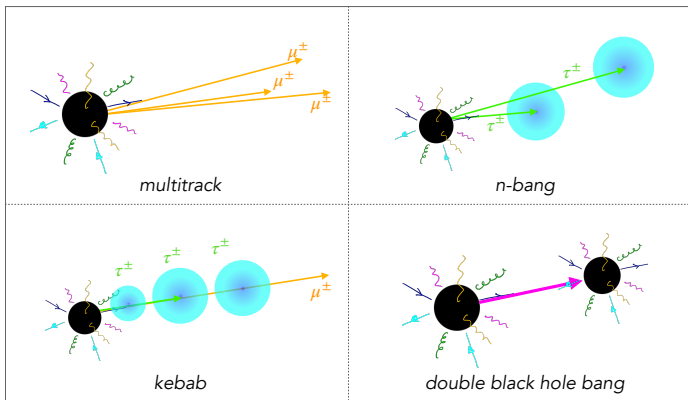 μ±
μ±
μ±
multitrack
τ±
τ±
n-bang
τ± τ± τ±
μ±
kebab
double black hole bang